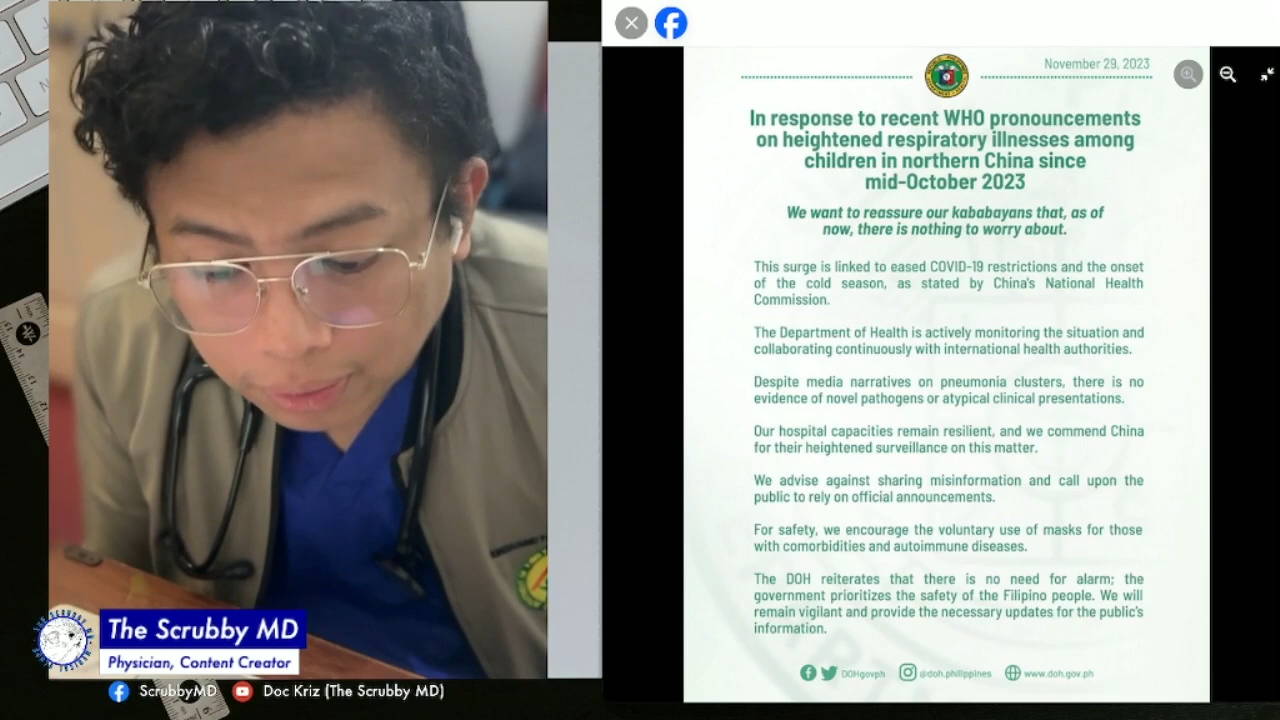 November 29, 2023
In response to recent WHO pronouncements
on heightened respiratory illnesses among
children in northern China since
mid-October 2023
We want to reassure our kababayans that, as of
now, there is nothing to worry about.
This surge is linked to eased COVID-19 restrictions and the onset
of the cold season, as stated by China's National Health
Commission.
The Department of Health is actively monitoring the situation and
collaborating continuously with international health authorities.
Despite media narratives on pneumonia clusters, there is no
evidence of novel pathogens or atypical clinical presentations.
Our hospital capacities remain resilient, and we commend China
for their heightened surveillance on this matter.
We advise against sharing misinformation and call upon the
public to rely on official announcements.
For safety, we encourage the voluntary use of masks for those
with comorbidities and autoimmune diseases.
The DOH reiterates that there is no need for alarm; the
government prioritizes the safety of the Filipino people. We will
remain vigilant and provide the necessary updates for the public's
information.
DOHgovph @doh.philippines www.doh.gov.ph
The Scrubby MD
Physician, Content Creator
ScrubbyMD Doc Kriz (The Scrubby MD)